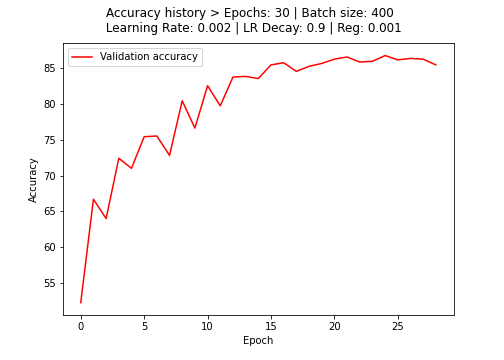 Accuracy history > Epochs: 30 | Batch size: 400
Learning Rate: 0.002 | LR Decay: 0.9 | Reg: 0.001
Validation accuracy
85
80
75
70
65
60
55
Accuracy
0 5 10 15 20 25
Epoch